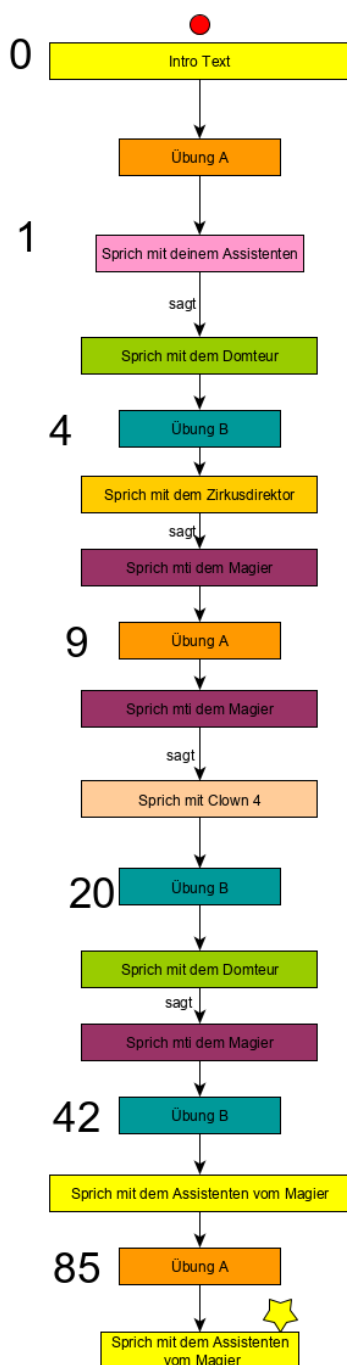 0
Intro Text
Übung A
1
Sprich mit deinem Assistenten
sagt
Sprich mit dem Domteur
4
Übung B
Sprich mit dem Zirkusdirektor
sagt
Sprich mti dem Magier
9
Übung A
Sprich mti dem Magier
sagt
Sprich mit Clown 4
20
Übung B
Sprich mit dem Domteur
sagt
Sprich mti dem Magier
42
Übung B
Sprich mit dem Assistenten vom Magier
85
Übung A
Sprich mit dem Assistenten
vom Magier